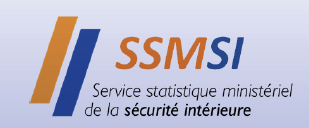 SSMSI
Service statistique ministériel
de la sécurité intérieure